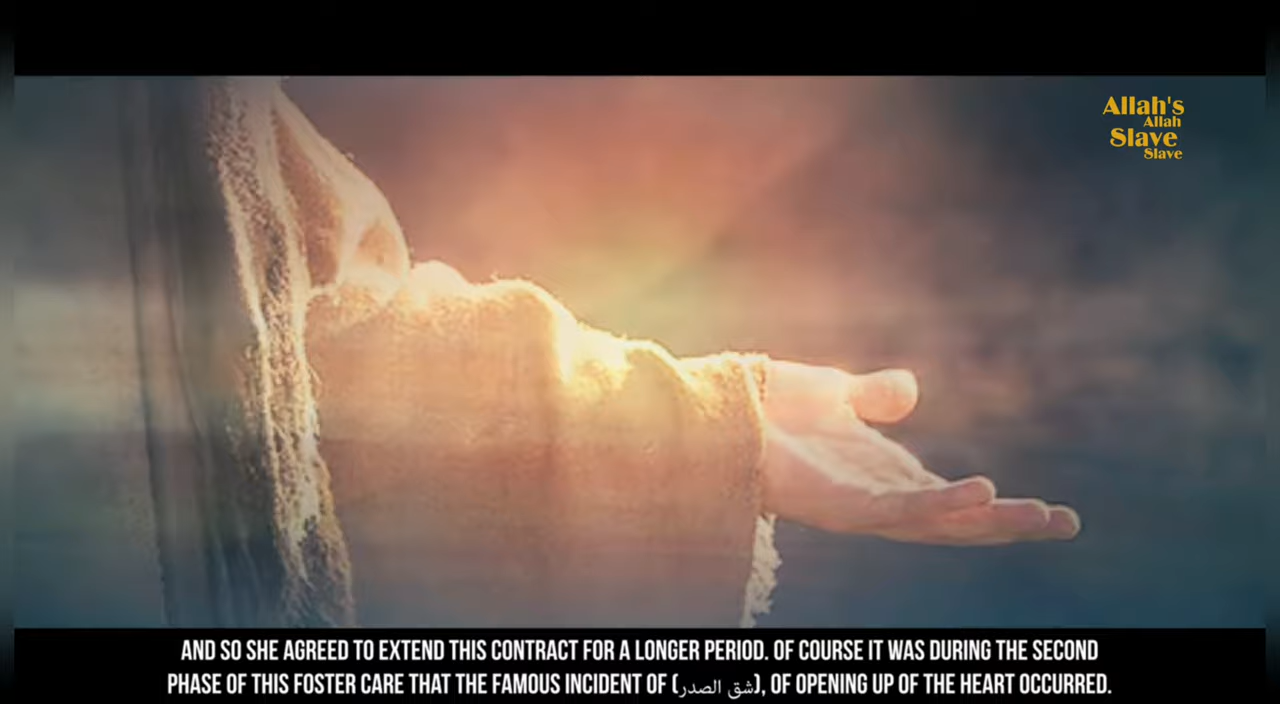 Allah's
Allah
Slave
Slave
AND SO SHE AGREED TO EXTEND THIS CONTRACT FOR A LONGER PERIOD. OF COURSE IT WAS DURING THE SECOND
PHASE OF THIS FOSTER CARE THAT THE FAMOUS INCIDENT OF (شق الصدر), OF OPENING UP OF THE HEART OCCURRED.